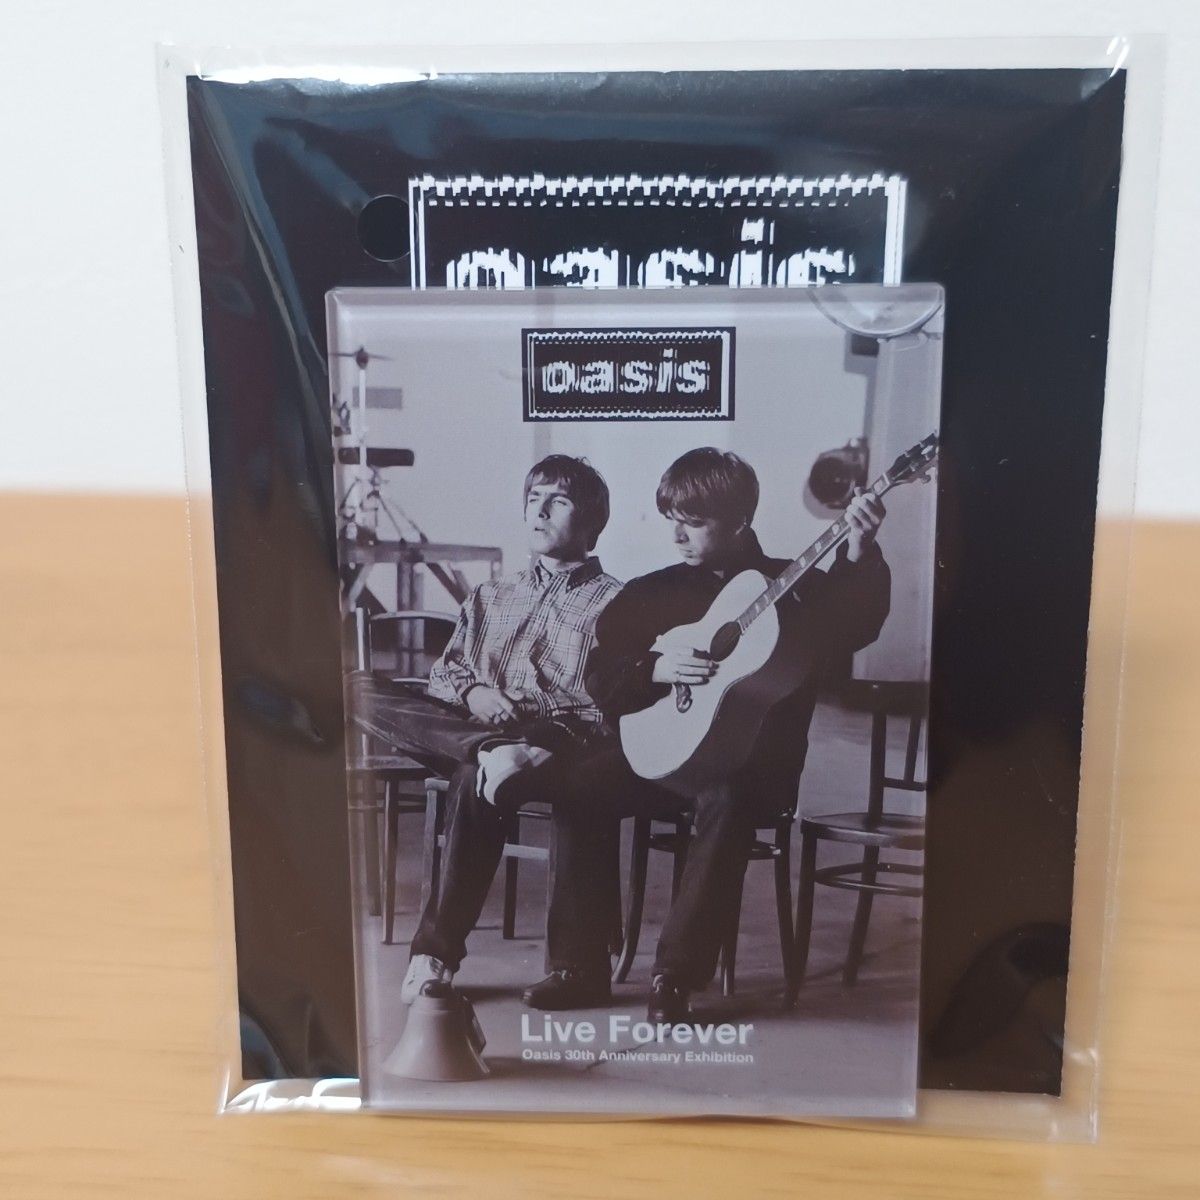 oasis
oasis
Live Forever
Oasis 30th Anniversary Exhibition